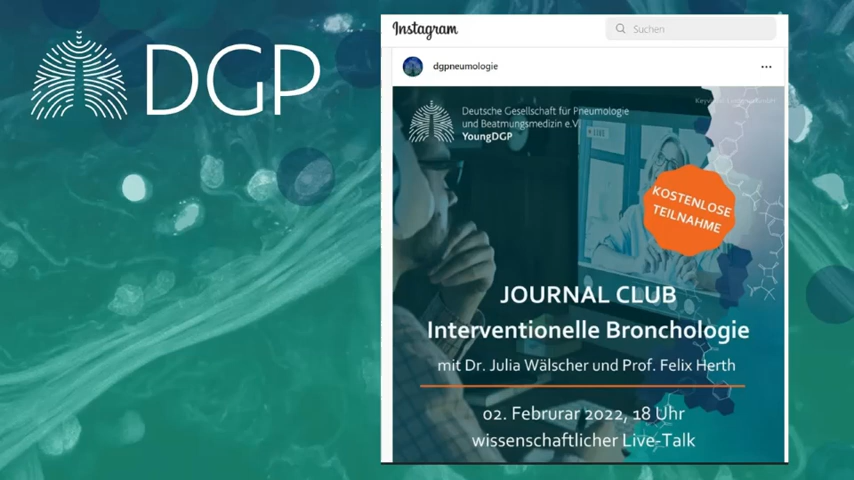 DGP
Instagram
Suchen
dgpneumologie
Deutsche Gesellschaft für Pneumologie
und Beatmungsmedizin e.V.
YoungDGP
LIVE
KOSTENLOSE
TEILNAHME
JOURNAL CLUB
Interventionelle Bronchologie
mit Dr. Julia Wälscher und Prof. Felix Herth
02. Februrar 2022, 18 Uhr
wissenschaftlicher Live-Talk